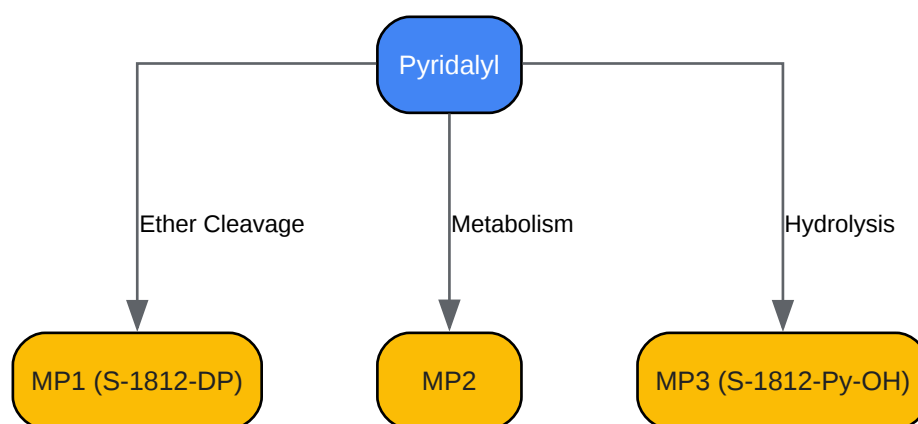 Pyridalyl
Ether Cleavage
Metabolism
Hydrolysis
MP1 (S-1812-DP)
MP2
MP3 (S-1812-Py-OH)